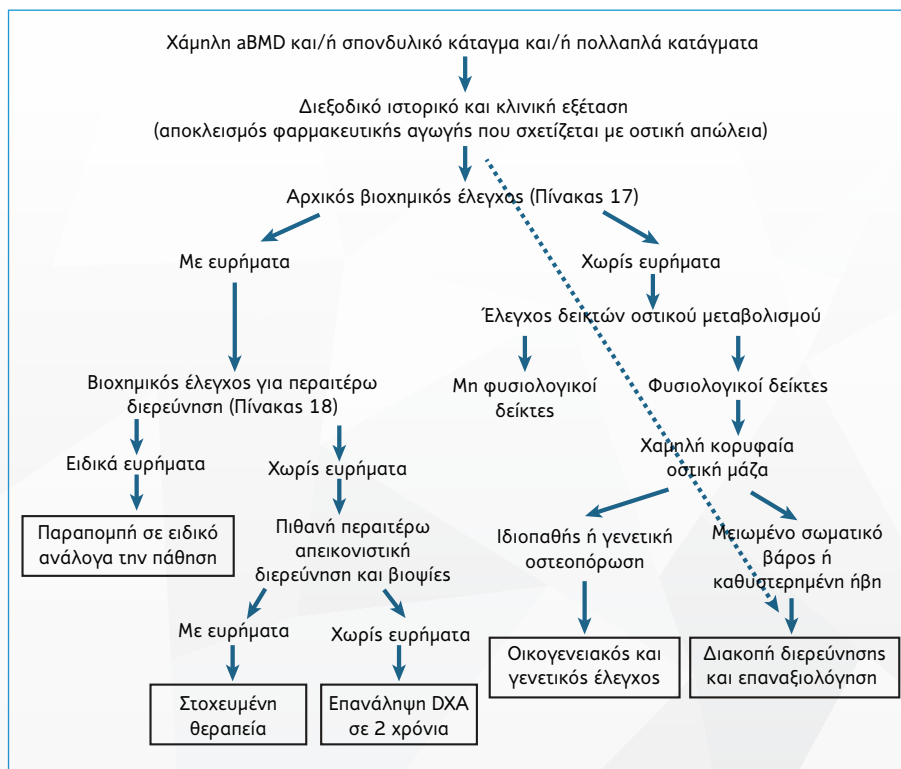 Χάμηλη aBMD και/ή σπονδυλικό κάταγμα και/ή πολλαπλά κατάγματα
Διεξοδικό ιστορικό και κλινική εξέταση
(αποκλεισμός φαρμακευτικής αγωγής που σχετίζεται με οστική απώλεια)
Αρχικός βιοχημικός έλεγχος (Πίνακας 17)
Με ευρήματα
Χωρίς ευρήματα
Έλεγχος δεικτών οστικού μεταβολισμού
Βιοχημικός έλεγχος για περαιτέρω
διερεύνηση (Πίνακας 18)
Μη φυσιολογικοί
δείκτες
Φυσιολογικοί δείκτες
Ειδικά ευρήματα
Χωρίς ευρήματα
Χαμηλή κορυφαία
οστική μάζα
Παραπομπή σε ειδικό
ανάλογα την πάθηση
Πιθανή περαιτέρω
απεικονιστική
διερεύνηση και βιοψίες
Ιδιοπαθής ή γενετική
οστεοπόρωση
Μειωμένο σωματικό
βάρος ή
καθυστερημένη ήβη
Με ευρήματα
Χωρίς ευρήματα
Οικογενειακός και
γενετικός έλεγχος
Διακοπή διερεύνησης
και επαναξιολόγηση
Στοχευμένη
θεραπεία
Επανάληψη DXA
σε 2 χρόνια